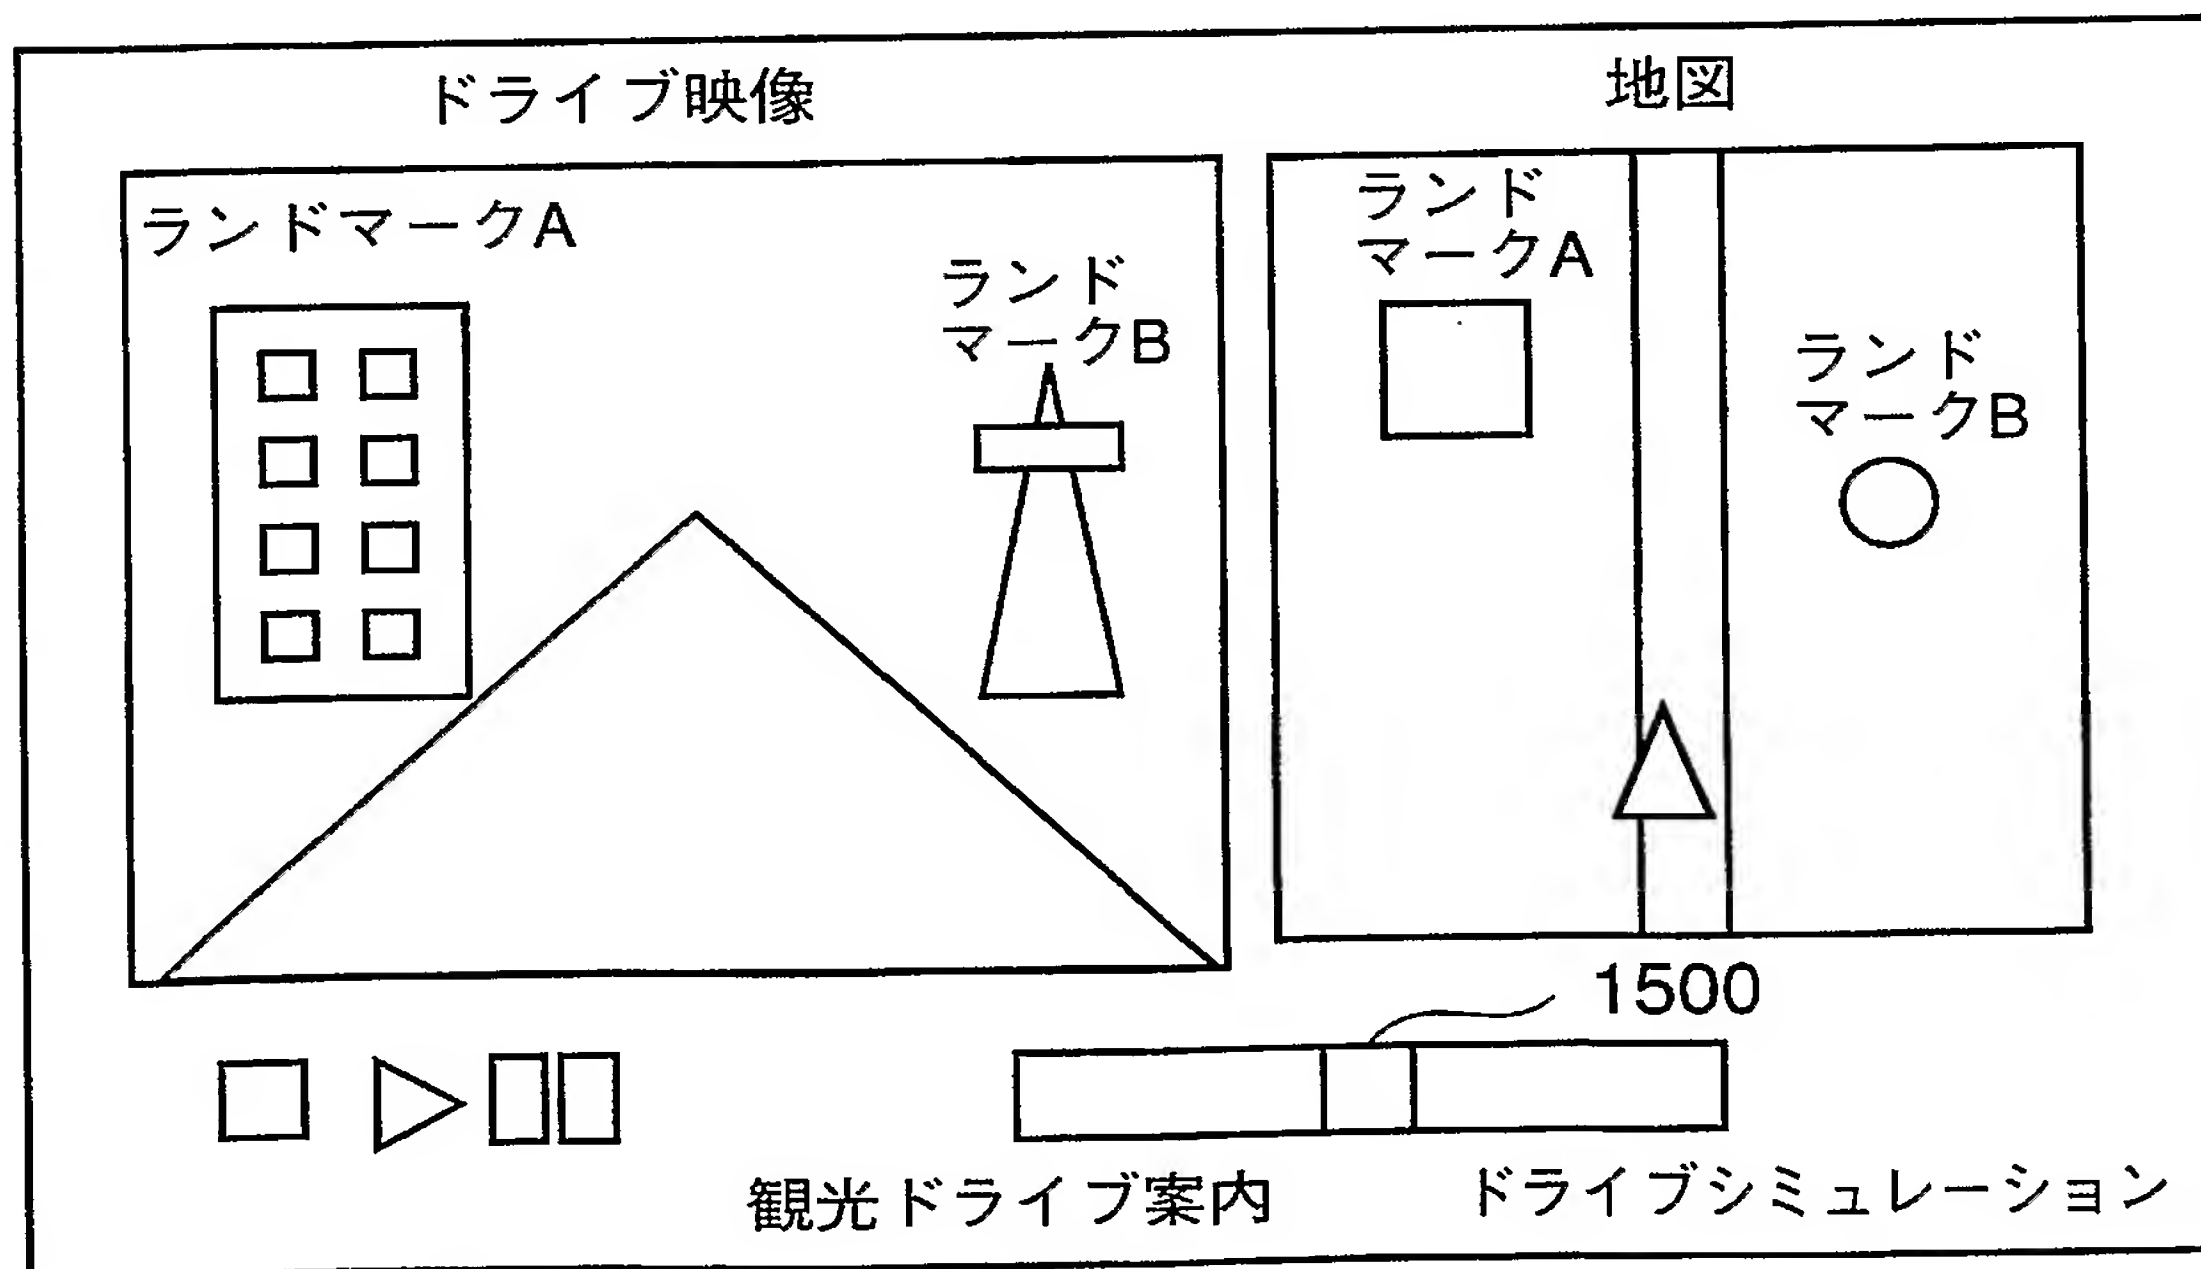 ドライブ映像
地図
ランドマークA
ランド
マークB
ランド
マークA
ランド
マークB
1500
観光ドライブ案内
ドライブシミュレーション